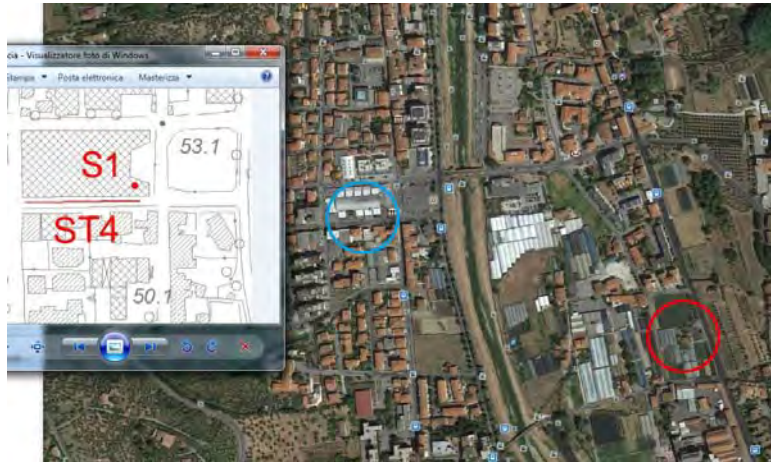 cia - Visualizzatore foto di Windows
Stampa Posta elettronica Masterizza
53.1
S1
ST4
50.1